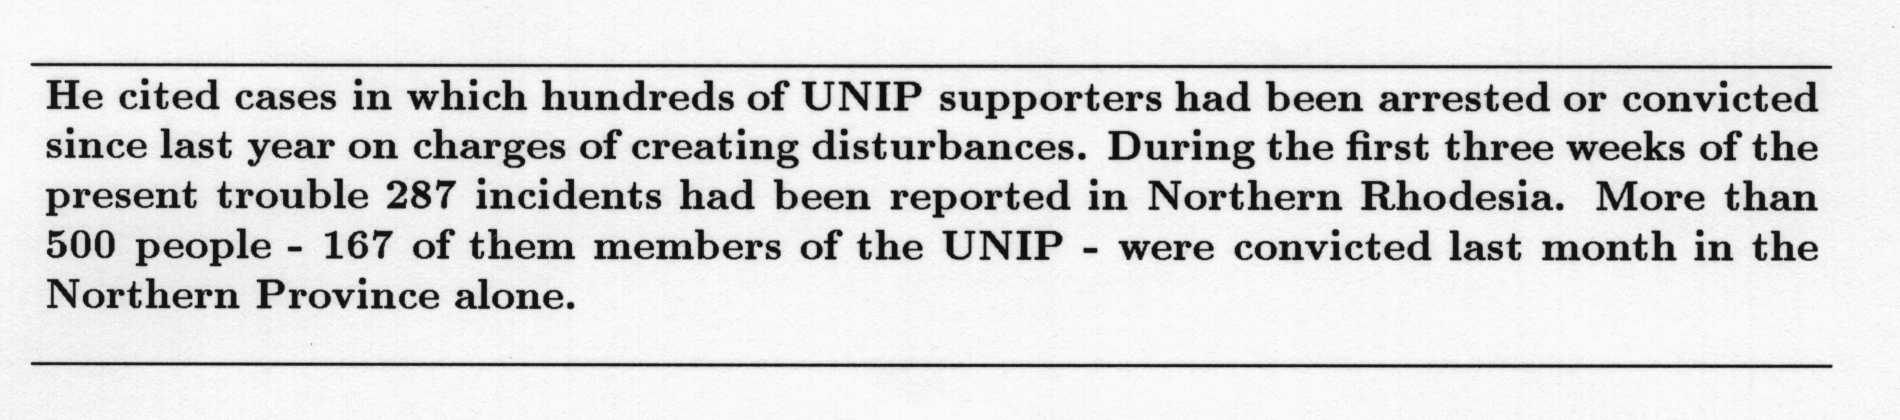 He cited cases in which hundreds of UNIP supporters had been arrested or convicted
since last year on charges of creating disturbances. During the first three weeks of the
present trouble 287 incidents had been reported in Northern Rhodesia. More than
500 people - 167 of them members of the UNIP - were convicted last month in the
Northern Province alone.